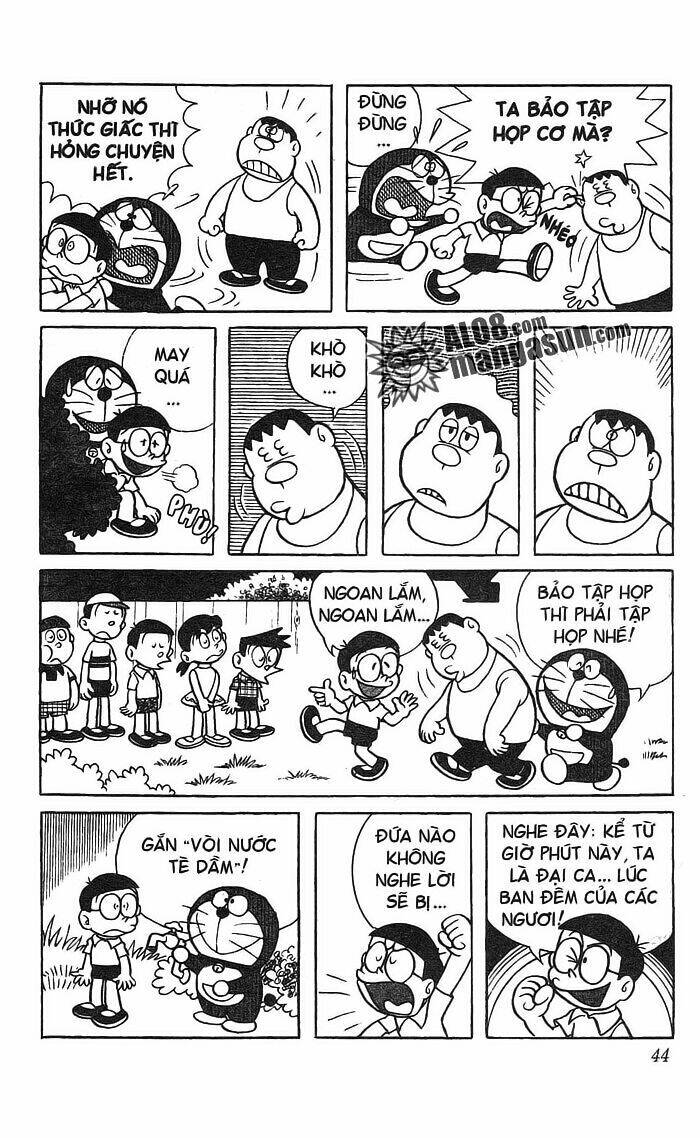 NHỠ NÓ
THỨC GIẤC THÌ
HỎNG CHUYỆN
HẾT.
ĐỪNG
ĐỪNG
...
TA BẢO TẬP
HỌP CƠ MÀ?
NHÉO
ALO8.com
mangasun.com
MAY
QUÁ
...
PHÙ!
KHÒ
KHÒ
...
NGOAN LẮM,
NGOAN LẮM...
BẢO TẬP HỌP
THÌ PHẢI TẬP
HỌP NHÉ!
GẮN "VÒI NƯỚC
TÈ DẦM"!
ĐỨA NÀO
KHÔNG
NGHE LỜI
SẼ BỊ...
NGHE ĐÂY: KỂ TỪ
GIỜ PHÚT NÀY, TA
LÀ ĐẠI CA... LÚC
BAN ĐÊM CỦA CÁC
NGƯƠI!
44